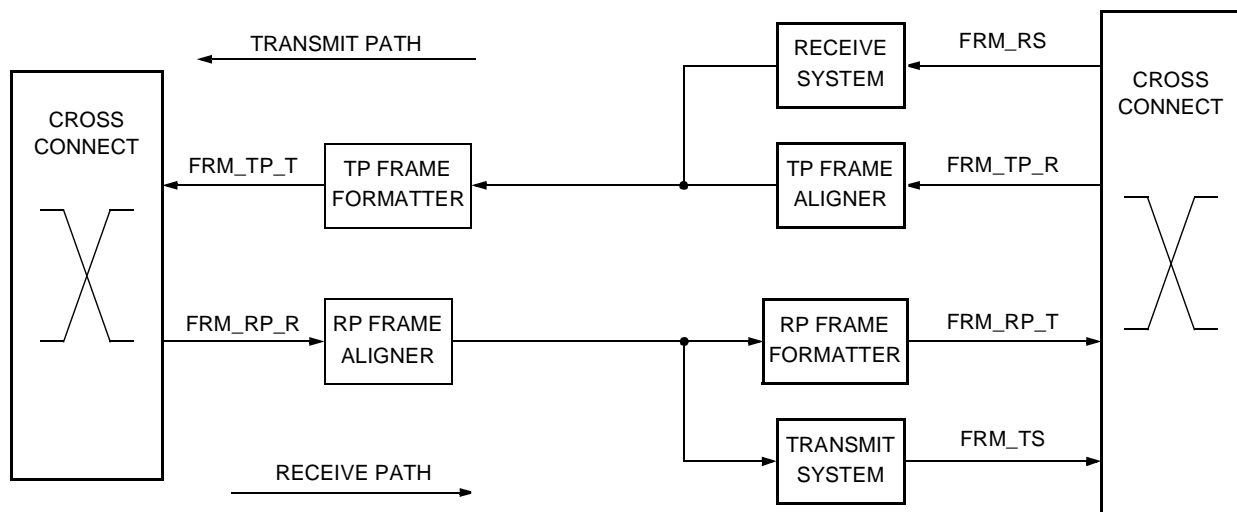 TRANSMIT PATH
RECEIVE
SYSTEM
FRM_RS
CROSS
CONNECT
CROSS
CONNECT
FRM_TP_T
TP FRAME
FORMATTER
TP FRAME
ALIGNER
FRM_TP_R
FRM_RP_R
RP FRAME
ALIGNER
RP FRAME
FORMATTER
FRM_RP_T
RECEIVE PATH
TRANSMIT
SYSTEM
FRM_TS